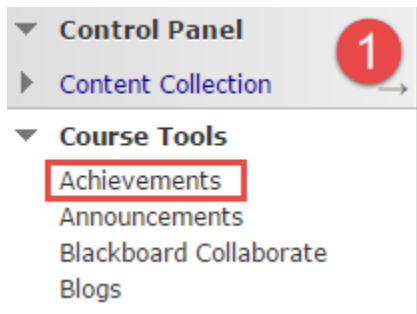 Control Panel
1
Content Collection
Course Tools
Achievements
Announcements
Blackboard Collaborate
Blogs